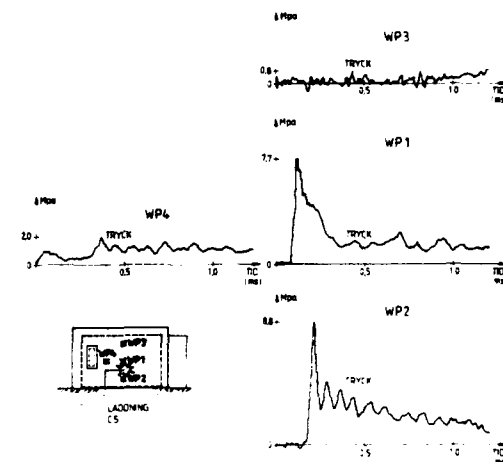 Mpa
WP3
0.8
TRYCK
0
0.5
1.0
TID
(ms)
Mpa
WP1
7.7
TRYCK
0
0.5
1.0
TID
Mpa
WP4
2.0
TRYCK
0
0.5
1.0
TID
(ms)
Mpa
WP2
8.8
TRYCK
0
0.5
1.0
TID
(ms)
WP3
WP4
WP1
WP2
LADDNING